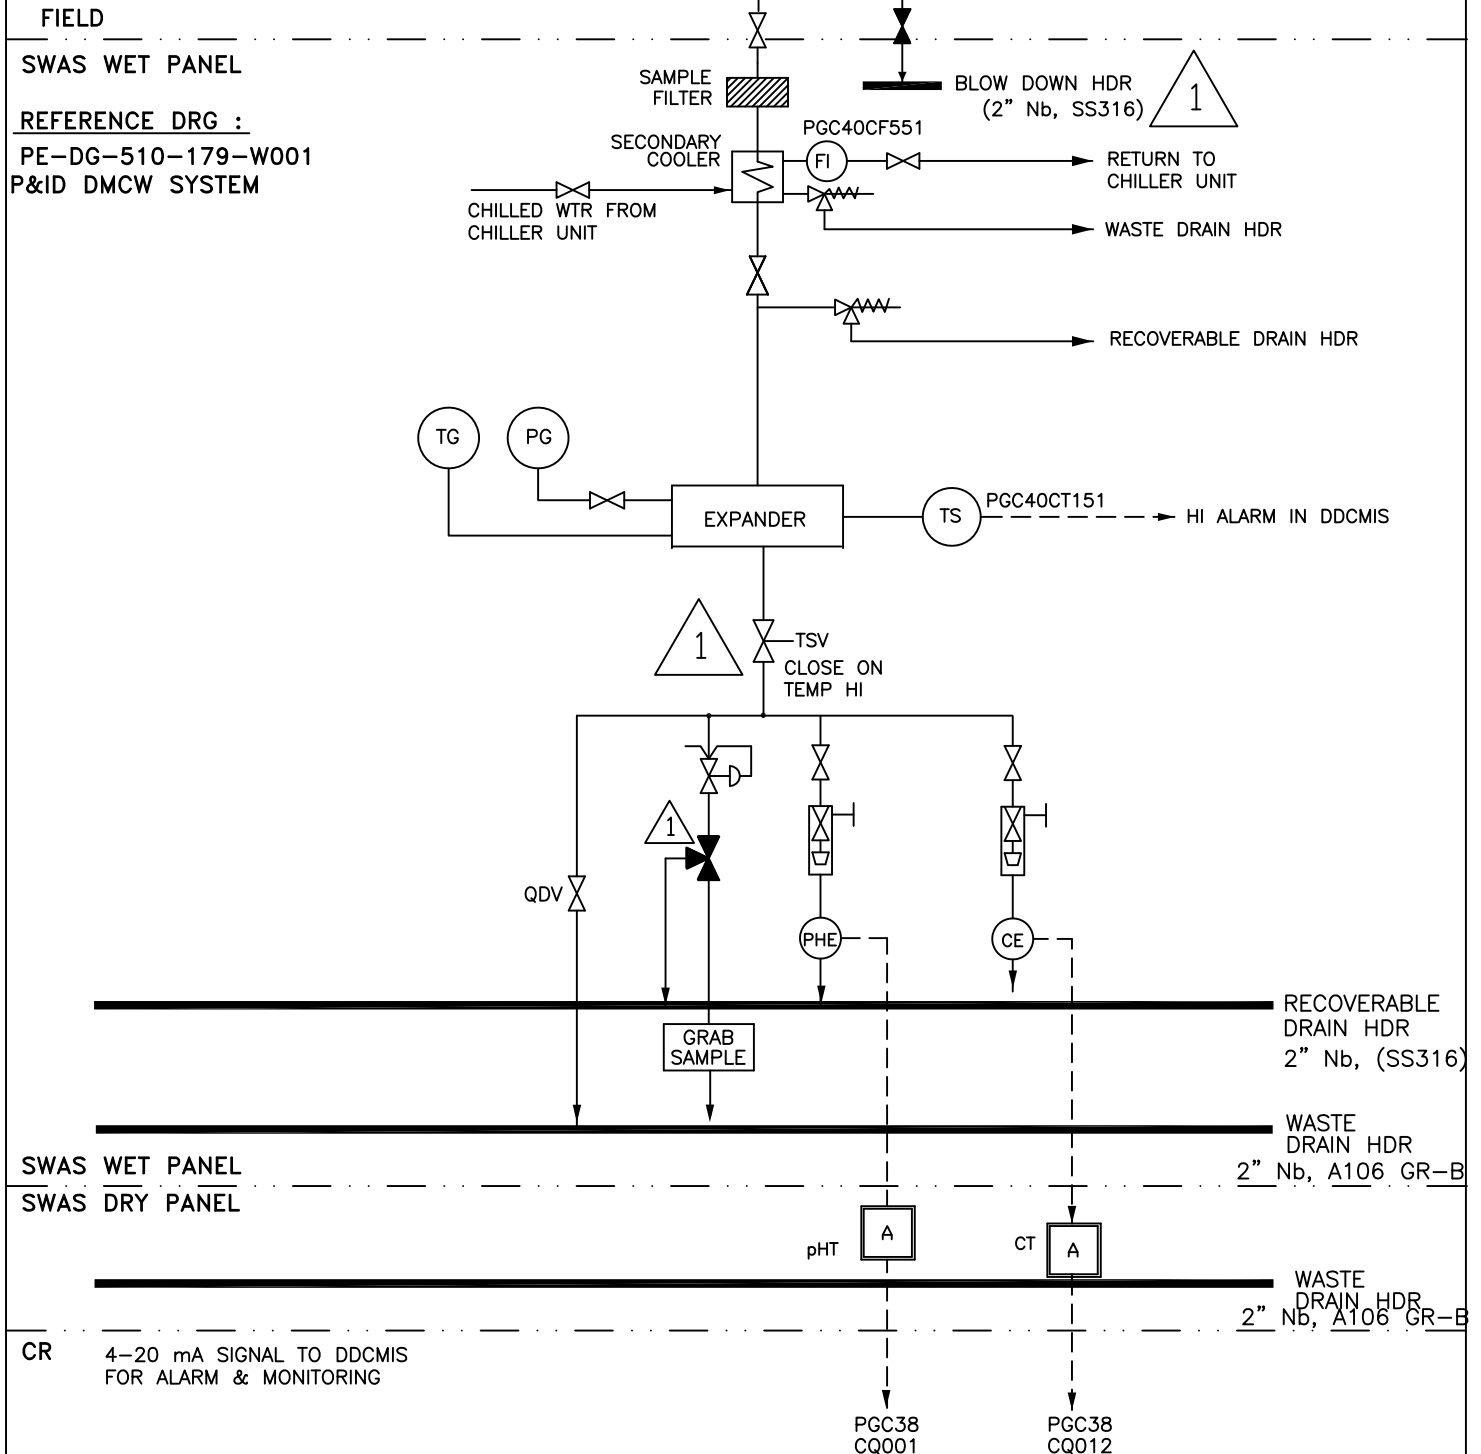 FIELD
SWAS WET PANEL
REFERENCE DRG :
PE-DG-510-179-W001
P&ID DMCW SYSTEM
SAMPLE
FILTER
BLOW DOWN HDR
(2" Nb, SS316)
1
SECONDARY
COOLER
PGC40CF551
FI
RETURN TO
CHILLER UNIT
CHILLED WTR FROM
CHILLER UNIT
WASTE DRAIN HDR
RECOVERABLE DRAIN HDR
TG
PG
EXPANDER
TS
PGC40CT151
HI ALARM IN DDCMIS
1
TSV
CLOSE ON
TEMP HI
1
QDV
PHE
CE
RECOVERABLE
DRAIN HDR
2" Nb, (SS316)
GRAB
SAMPLE
WASTE
DRAIN HDR
2" Nb, A106 GR-B
SWAS WET PANEL
SWAS DRY PANEL
pHT
A
CT
A
WASTE
DRAIN HDR
2" Nb, A106 GR-B
CR
4-20 mA SIGNAL TO DDCMIS
FOR ALARM & MONITORING
PGC38
CQ001
PGC38
CQ012